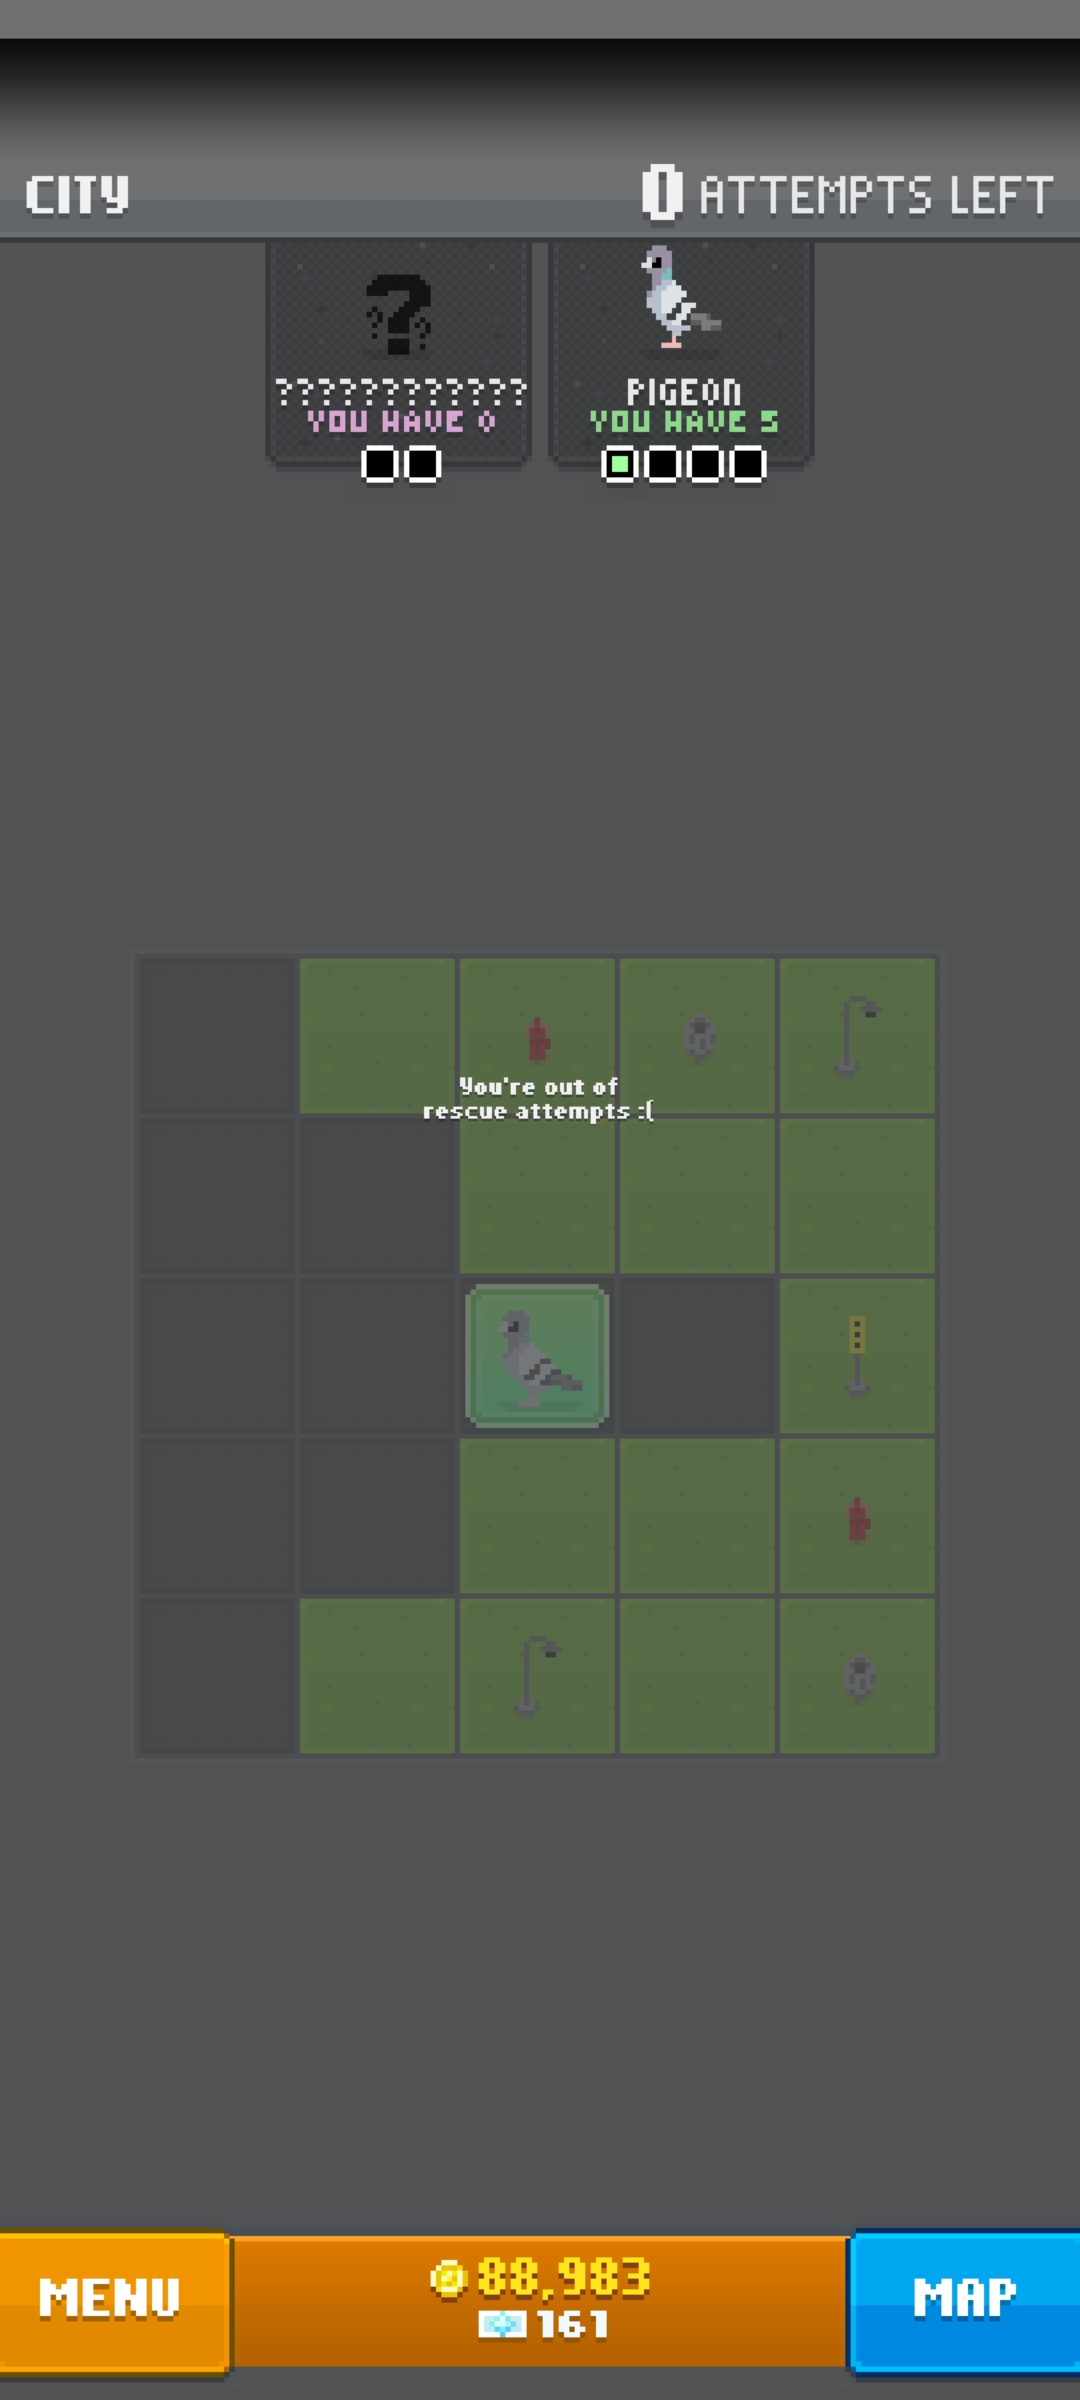 CITY
0 ATTEMPTS LEFT
????????????
YOU HAVE 0
PIGEON
YOU HAVE 5
You're out of
rescue attempts :(
MENU
88,983
161
MAP